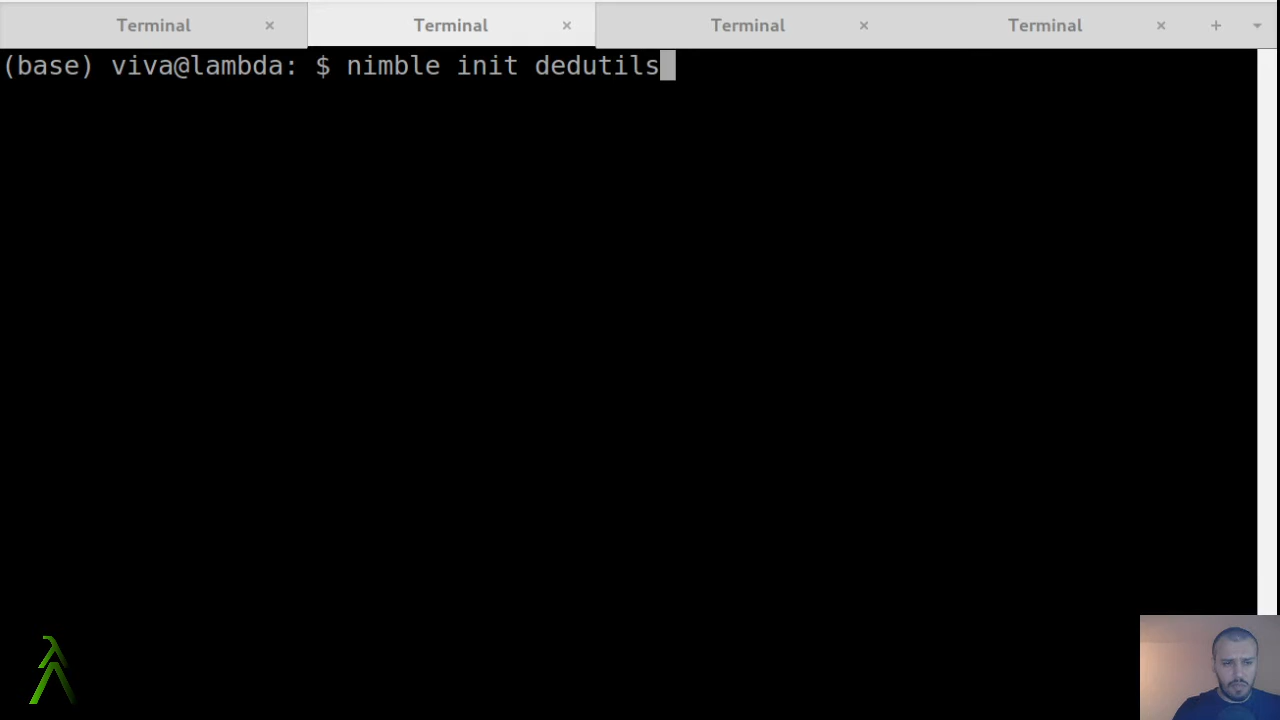 Terminal × Terminal × Terminal × Terminal × +
(base) viva@lambda: $ nimble init dedutils